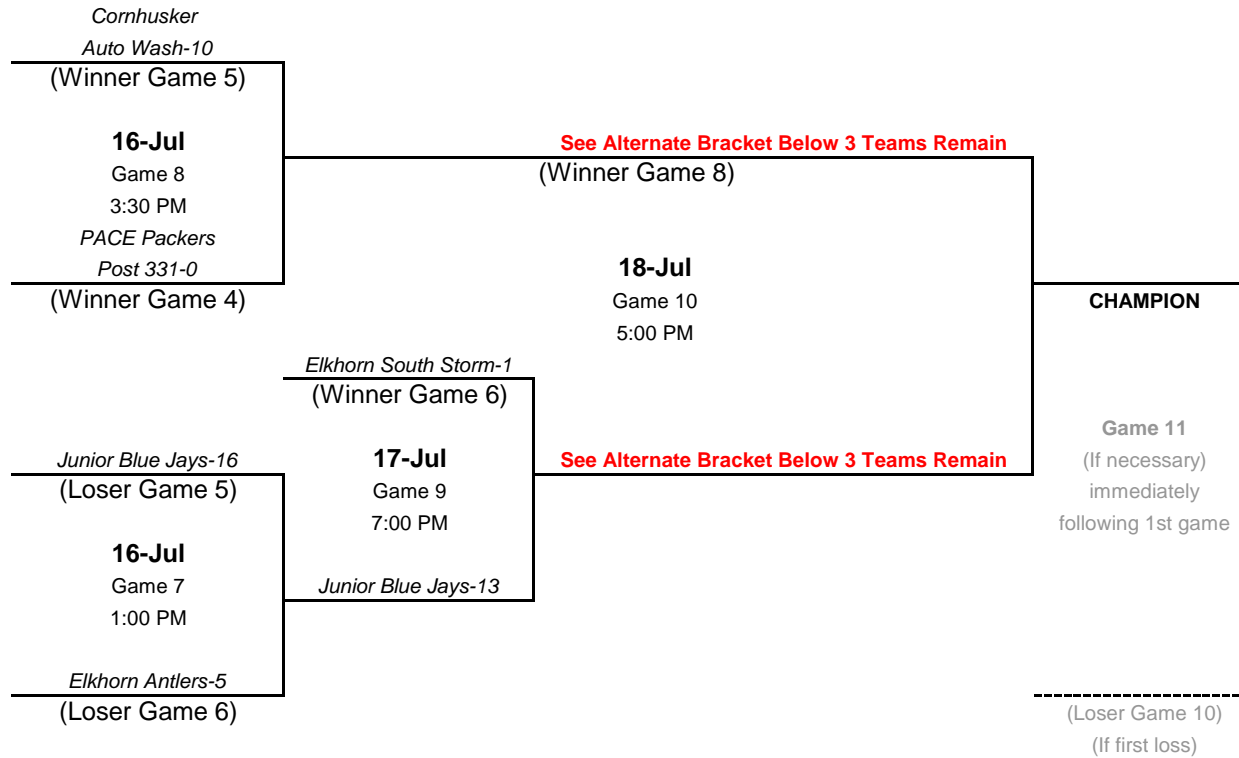 Cornhusker
Auto Wash-10
(Winner Game 5)
16-Jul
Game 8
3:30 PM
PACE Packers
Post 331-0
(Winner Game 4)
See Alternate Bracket Below 3 Teams Remain
(Winner Game 8)
18-Jul
Game 10
5:00 PM
CHAMPION
Elkhorn South Storm-1
(Winner Game 6)
17-Jul
Game 9
7:00 PM
Junior Blue Jays-13
See Alternate Bracket Below 3 Teams Remain
Junior Blue Jays-16
(Loser Game 5)
16-Jul
Game 7
1:00 PM
Elkhorn Antlers-5
(Loser Game 6)
Game 11
(If necessary)
immediately
following 1st game
(Loser Game 10)
(If first loss)